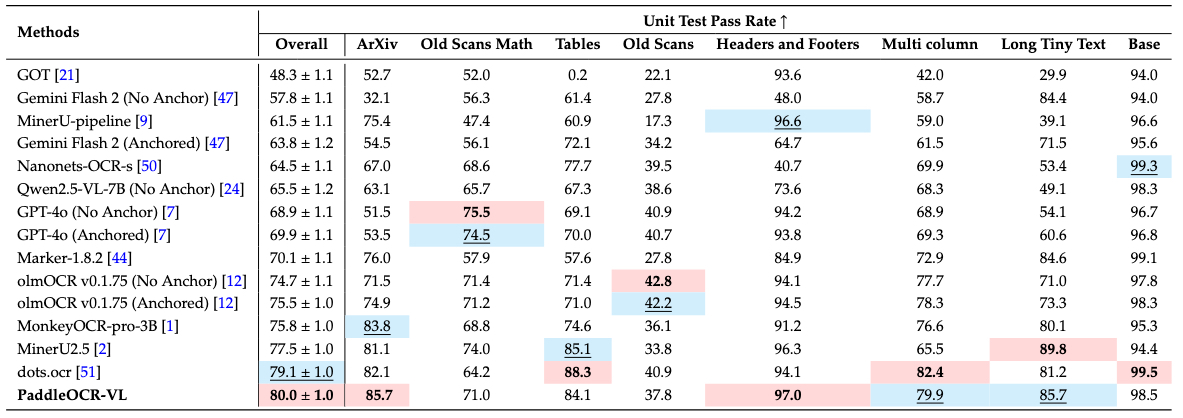 Methods Unit Test Pass Rate ↑
Overall ArXiv Old Scans Math Tables Old Scans Headers and Footers Multi column Long Tiny Text Base
GOT [21] 48.3 ± 1.1 52.7 52.0 0.2 22.1 93.6 42.0 29.9 94.0
Gemini Flash 2 (No Anchor) [47] 57.8 ± 1.1 32.1 56.3 61.4 27.8 48.0 58.7 84.4 94.0
MinerU-pipeline [9] 61.5 ± 1.1 75.4 47.4 60.9 17.3 96.6 59.0 39.1 96.6
Gemini Flash 2 (Anchored) [47] 63.8 ± 1.2 54.5 56.1 72.1 34.2 64.7 61.5 71.5 95.6
Nanonets-OCR-s [50] 64.5 ± 1.1 67.0 68.6 77.7 39.5 40.7 69.9 53.4 99.3
Qwen2.5-VL-7B (No Anchor) [24] 65.5 ± 1.2 63.1 65.7 67.3 38.6 73.6 68.3 49.1 98.3
GPT-4o (No Anchor) [7] 68.9 ± 1.1 51.5 75.5 69.1 40.9 94.2 68.9 54.1 96.7
GPT-4o (Anchored) [7] 69.9 ± 1.1 53.5 74.5 70.0 40.7 93.8 69.3 60.6 96.8
Marker-1.8.2 [44] 70.1 ± 1.1 76.0 57.9 57.6 27.8 84.9 72.9 84.6 99.1
olmOCR v0.1.75 (No Anchor) [12] 74.7 ± 1.1 71.5 71.4 71.4 42.8 94.1 77.7 71.0 97.8
olmOCR v0.1.75 (Anchored) [12] 75.5 ± 1.0 74.9 71.2 71.0 42.2 94.5 78.3 73.3 98.3
MonkeyOCR-pro-3B [1] 75.8 ± 1.0 83.8 68.8 74.6 36.1 91.2 76.6 80.1 95.3
MinerU2.5 [2] 77.5 ± 1.0 81.1 74.0 85.1 33.8 96.3 65.5 89.8 94.4
dots.ocr [51] 79.1 ± 1.0 82.1 64.2 88.3 40.9 94.1 82.4 81.2 99.5
PaddleOCR-VL 80.0 ± 1.0 85.7 71.0 84.1 37.8 97.0 79.9 85.7 98.5